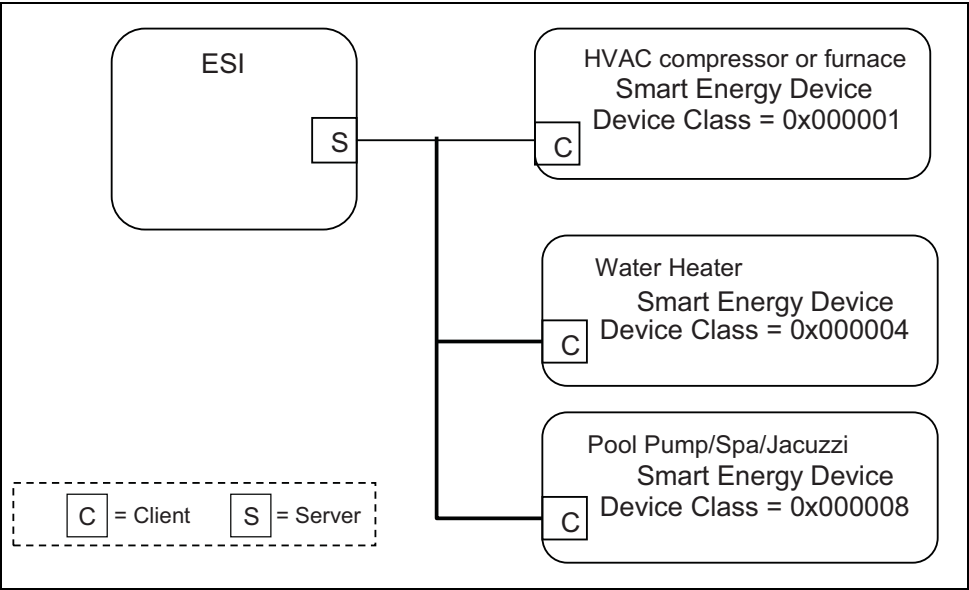 ESI
S
HVAC compressor or furnace
Smart Energy Device
Device Class = 0x000001
C
Water Heater
Smart Energy Device
Device Class = 0x000004
C
Pool Pump/Spa/Jacuzzi
Smart Energy Device
Device Class = 0x000008
C
C = Client S = Server